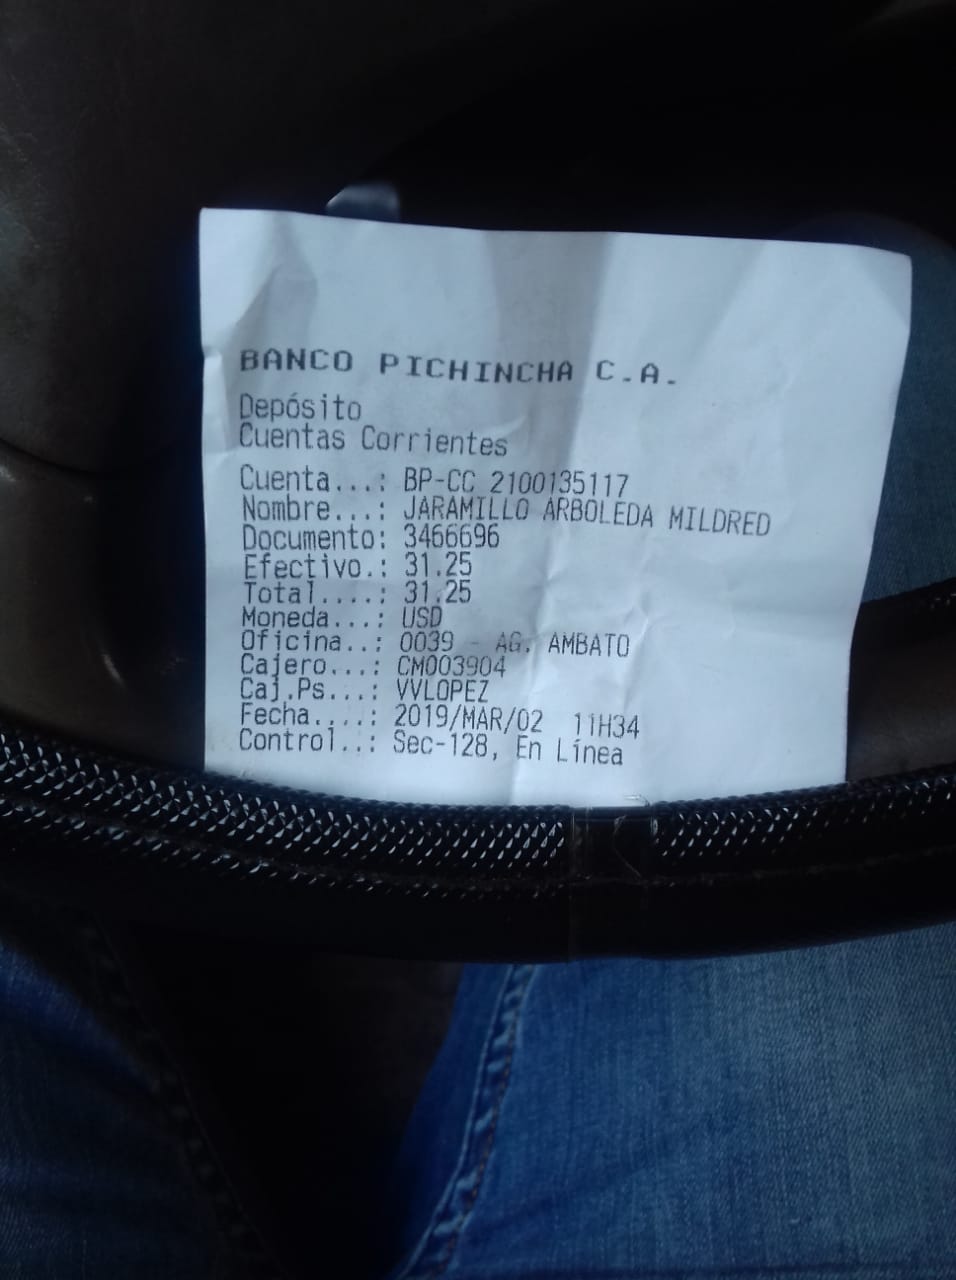 BANCO PICHINCHA C.A.
Depósito
Cuentas Corrientes
Cuenta...: BP-CC 2100135117
Nombre...: JARAMILLO ARBOLEDA MILDRED
Documento: 3466696
Efectivo.: 31.25
Total....: 31.25
Moneda...: USD
Oficina..: 0039 - AG. AMBATO
Cajero...: CM003904
Caj.Ps...: VVLOPEZ
Fecha....: 2019/MAR/02 11H34
Control..: Sec-128, En Línea